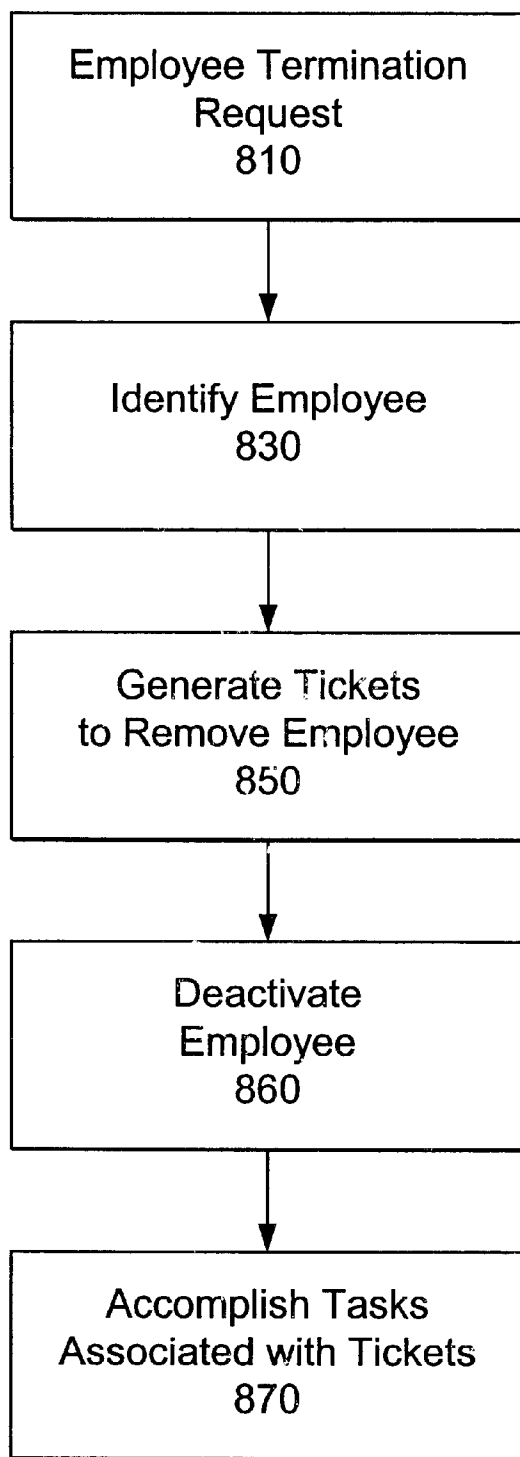 Employee Termination
Request
810
Identify Employee
830
Generate Tickets
to Remove Employee
850
Deactivate
Employee
860
Accomplish Tasks
Associated with Tickets
870